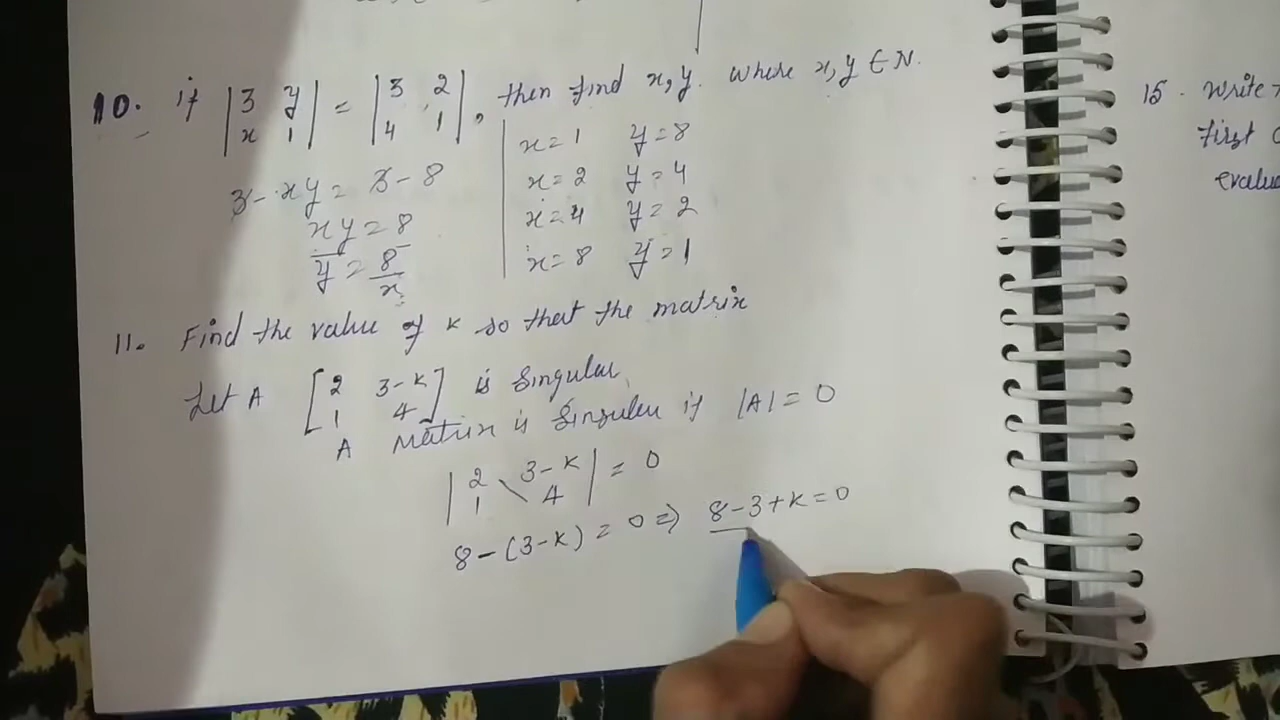 10. if | 3 y | = | 3 2 | , then find x, y. where x, y ∈ N.
| x 1 | | 4 1 |
3 - xy = 3 - 8
xy = 8
y = 8/x
x = 1 y = 8
x = 2 y = 4
x = 4 y = 2
x = 8 y = 1
11. Find the value of k so that the matrix
Let A [ 2 3-k ] is singular
[ 1 4 ]
A matrix is singular if |A| = 0
| 2 3-k | = 0
| 1 4 |
8 - (3-k) = 0 ⇒ 8 - 3 + k = 0
15. Write
first